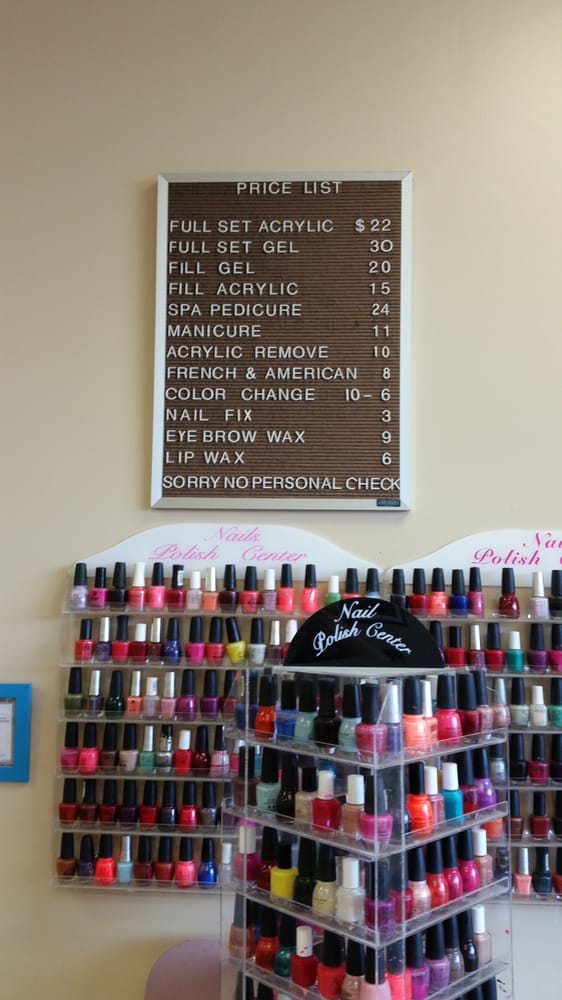 PRICE LIST
FULL SET ACRYLIC $ 22
FULL SET GEL 30
FILL GEL 20
FILL ACRYLIC 15
SPA PEDICURE 24
MANICURE 11
ACRYLIC REMOVE 10
FRENCH & AMERICAN 8
COLOR CHANGE 10-6
NAIL FIX 3
EYE BROW WAX 9
LIP WAX 6
SORRY NO PERSONAL CHECK
Nails
Polish Center
Polish
Nail
Polish Center